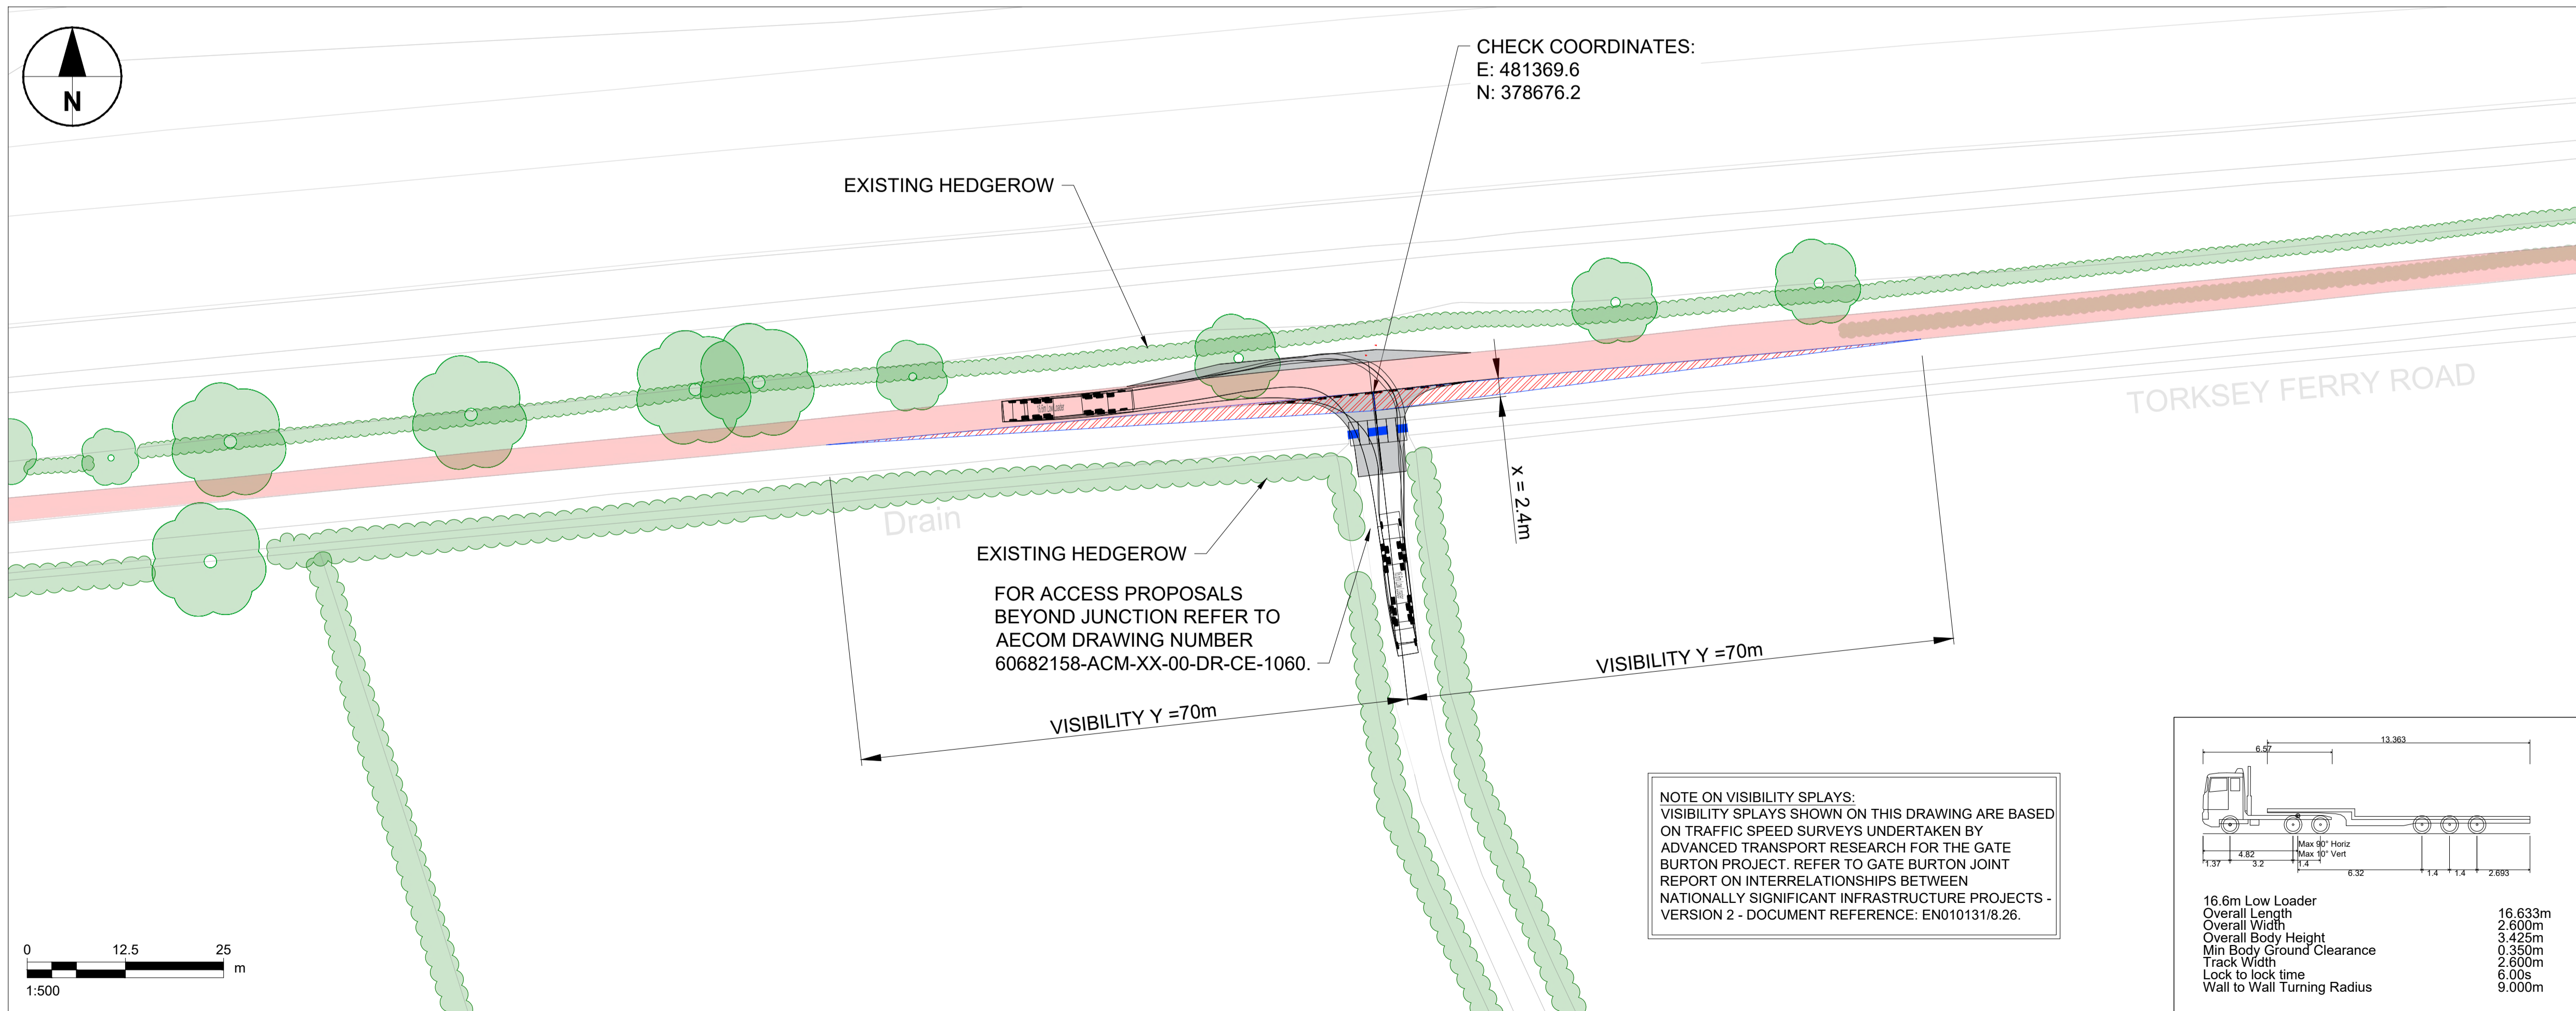 N
CHECK COORDINATES:
E: 481369.6
N: 378676.2
EXISTING HEDGEROW
TORKSEY FERRY ROAD
Drain
x = 2.4m
EXISTING HEDGEROW
FOR ACCESS PROPOSALS
BEYOND JUNCTION REFER TO
AECOM DRAWING NUMBER
60682158-ACM-XX-00-DR-CE-1060.
VISIBILITY Y =70m
VISIBILITY Y =70m
NOTE ON VISIBILITY SPLAYS:
VISIBILITY SPLAYS SHOWN ON THIS DRAWING ARE BASED
ON TRAFFIC SPEED SURVEYS UNDERTAKEN BY
ADVANCED TRANSPORT RESEARCH FOR THE GATE
BURTON PROJECT. REFER TO GATE BURTON JOINT
REPORT ON INTERRELATIONSHIPS BETWEEN
NATIONALLY SIGNIFICANT INFRASTRUCTURE PROJECTS -
VERSION 2 - DOCUMENT REFERENCE: EN010131/8.26.
13.363
6.57
Max 90° Horiz
4.82 Max 10° Vert
1.37 3.2 1.4
6.32 1.4 1.4 2.693
16.6m Low Loader
Overall Length 16.633m
Overall Width 2.600m
Overall Body Height 3.425m
Min Body Ground Clearance 0.350m
Track Width 2.600m
Lock to lock time 6.00s
Wall to Wall Turning Radius 9.000m
0 12.5 25
m
1:500